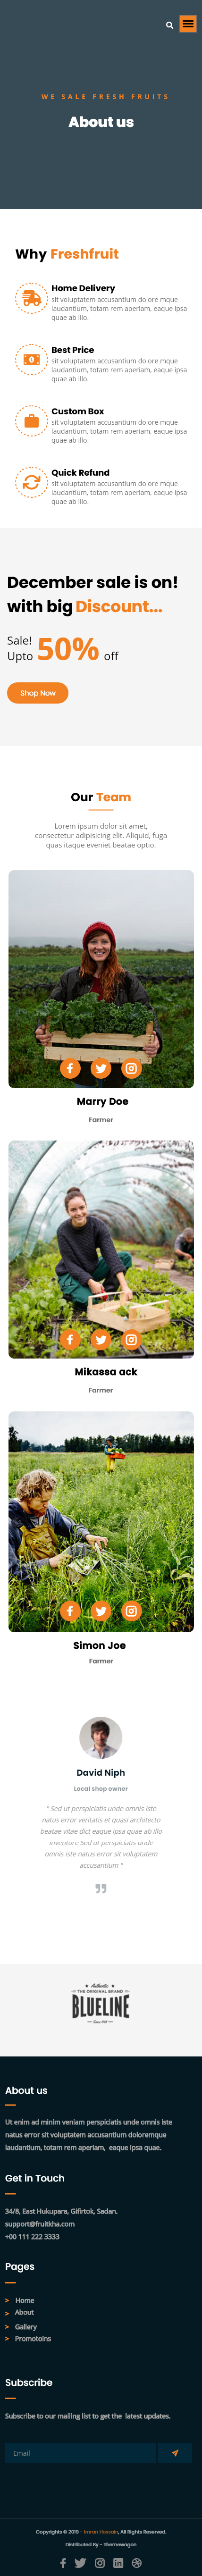 WE SALE FRESH FRUITS
About us
Why Freshfruit
Home Delivery
sit voluptatem accusantium dolore mque
laudantium, totam rem aperiam, eaque ipsa
quae ab illo.
Best Price
sit voluptatem accusantium dolore mque
laudantium, totam rem aperiam, eaque ipsa
quae ab illo.
Custom Box
sit voluptatem accusantium dolore mque
laudantium, totam rem aperiam, eaque ipsa
quae ab illo.
Quick Refund
sit voluptatem accusantium dolore mque
laudantium, totam rem aperiam, eaque ipsa
quae ab illo.
December sale is on!
with big Discount...
Sale!
Upto 50% off
Shop Now
Our Team
Lorem ipsum dolor sit amet,
consectetur adipisicing elit. Aliquid, fuga
quas itaque eveniet beatae optio.
Marry Doe
Farmer
Mikassa ack
Farmer
Simon Joe
Farmer
David Niph
Local shop owner
" Sed ut perspiciatis unde omnis iste
natus error veritatis et quasi architecto
beatae vitae dict eaque ipsa quae ab illo
inventore Sed ut perspiciatis unde
omnis iste natus error sit voluptatem
accusantium "
Authentic
THE ORIGINAL BRAND
BLUELINE
About us
Ut enim ad minim veniam perspiciatis unde omnis iste
natus error sit voluptatem accusantium doloremque
laudantium, totam rem aperiam, eaque ipsa quae.
Get in Touch
34/8, East Hukupara, Gifirtok, Sadan.
support@fruitkha.com
+00 111 222 3333
Pages
> Home
> About
> Gallery
> Promotoins
Subscribe
Subscribe to our mailing list to get the latest updates.
Email
Copyrights © 2019 - Imran Hossain, All Rights Reserved.
Distributed By - Themewagon